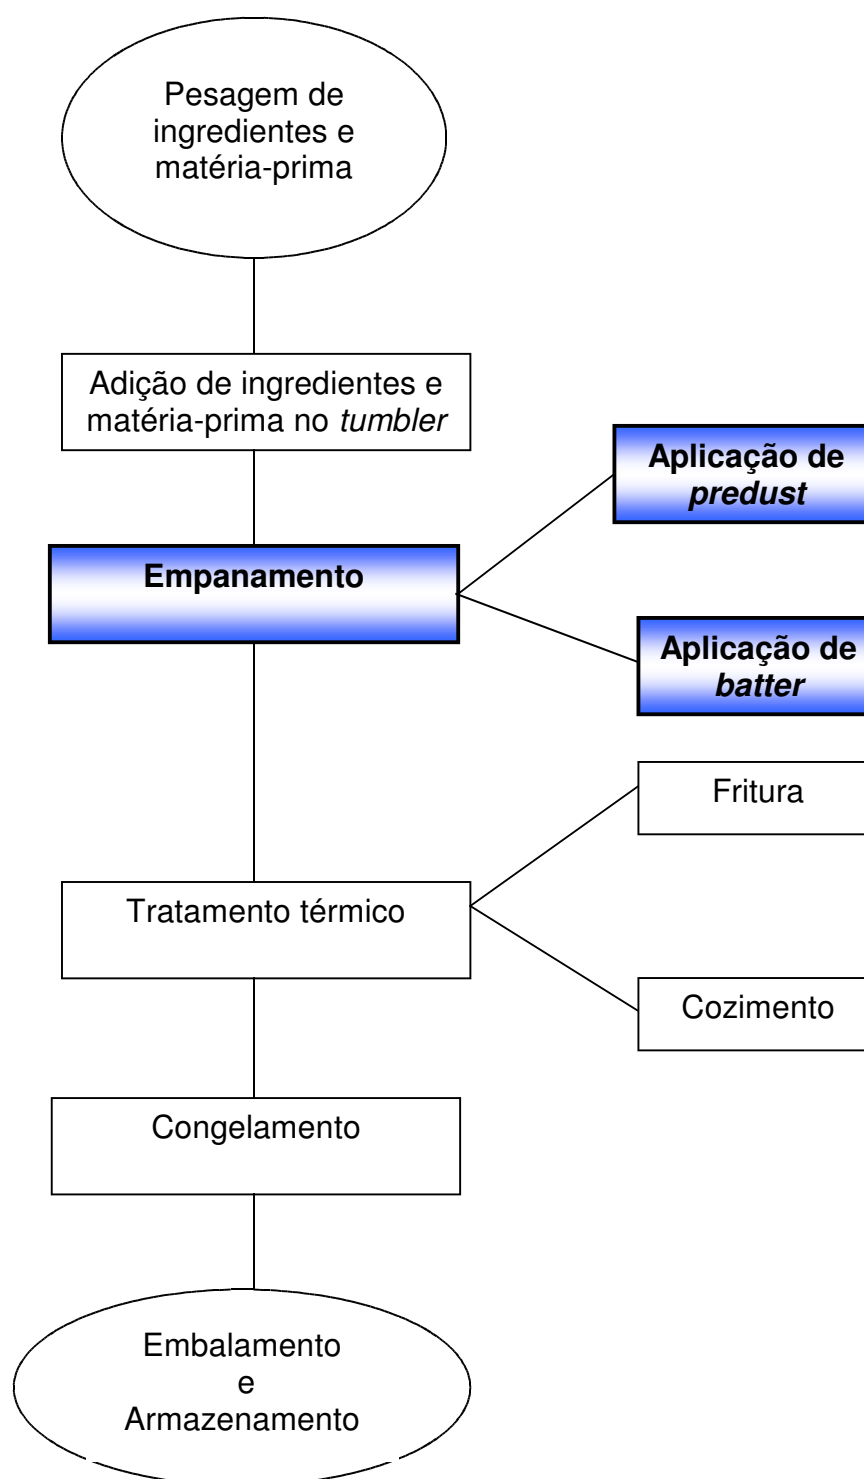 Pesagem de
ingredientes e
matéria-prima
Adição de ingredientes e
matéria-prima no tumbler
Aplicação de
predust
Empanamento
Aplicação de
batter
Fritura
Tratamento térmico
Cozimento
Congelamento
Embalamento
e
Armazenamento